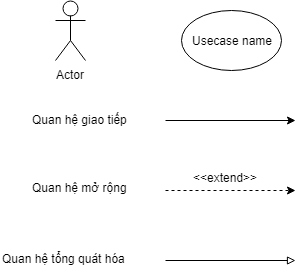 Actor
Usecase name
Quan hệ giao tiếp
<<extend>>
Quan hệ mở rộng
Quan hệ tổng quát hóa